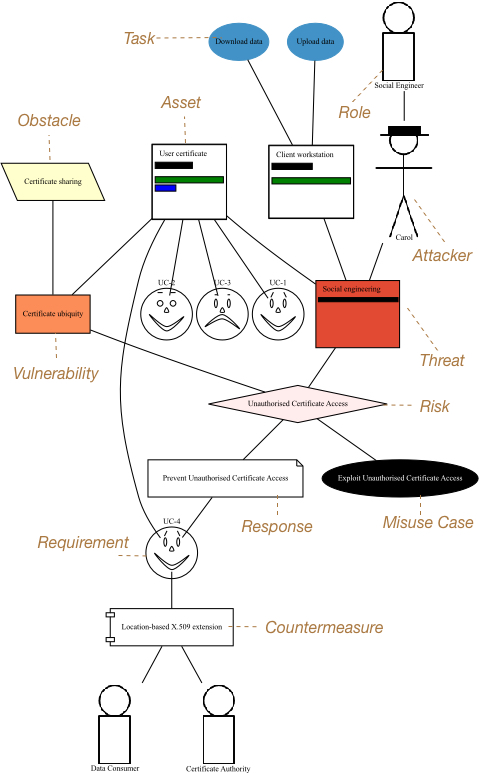 Task
Download data
Upload data
Social Engineer
Role
Asset
Obstacle
User certificate
Client workstation
Certificate sharing
Carol
Attacker
UC-2
UC-3
UC-1
Social engineering
Certificate ubiquity
Vulnerability
Threat
Unauthorised Certificate Access
Risk
Prevent Unauthorised Certificate Access
Exploit Unauthorised Certificate Access
Response
Misuse Case
UC-4
Requirement
Location-based X.509 extension
Countermeasure
Data Consumer
Certificate Authority